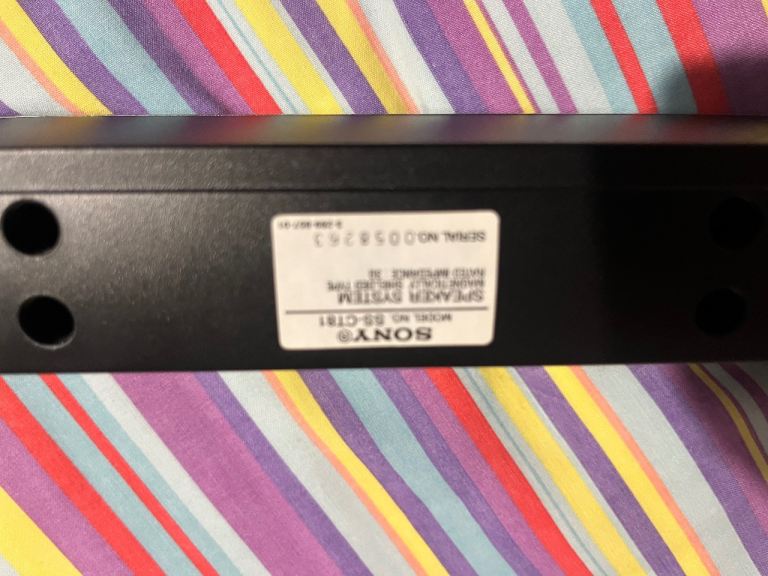 SONY®
MODEL NO. SS-CT81
SPEAKER SYSTEM
MAGNETICALLY SHIELDED TYPE
RATED IMPEDANCE : 3Ω
SERIAL NO. 0058263